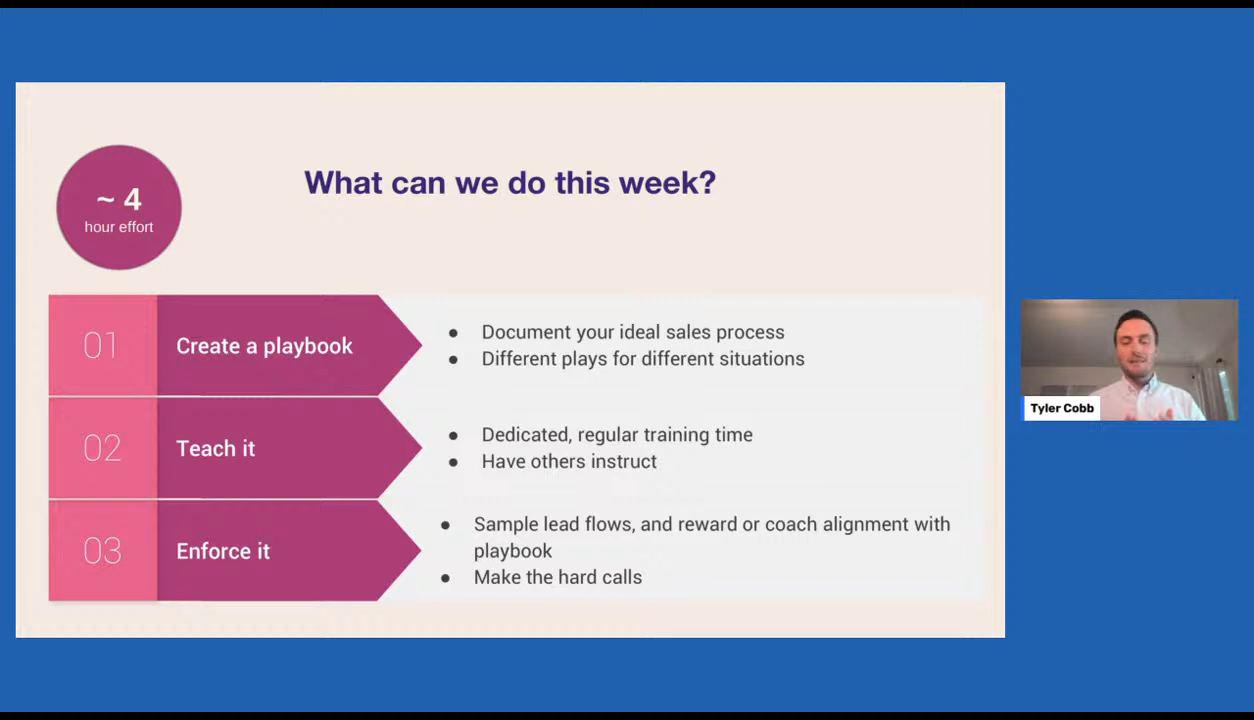 ~ 4
hour effort
What can we do this week?
01
Create a playbook
● Document your ideal sales process
● Different plays for different situations
02
Teach it
● Dedicated, regular training time
● Have others instruct
03
Enforce it
● Sample lead flows, and reward or coach alignment with
playbook
● Make the hard calls
Tyler Cobb